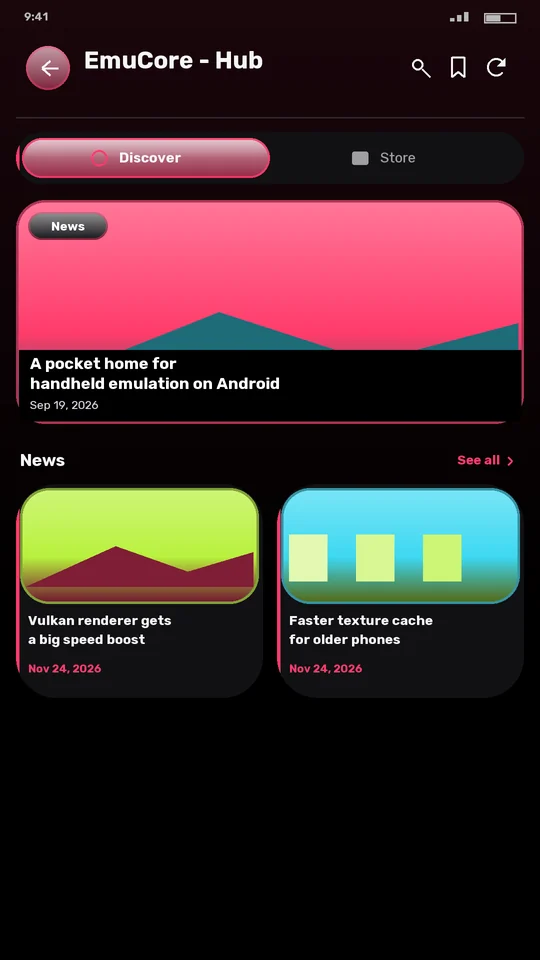 9:41
EmuCore - Hub
Discover
Store
News
A pocket home for
handheld emulation on Android
Sep 19, 2026
News
See all
Vulkan renderer gets
a big speed boost
Nov 24, 2026
Faster texture cache
for older phones
Nov 24, 2026